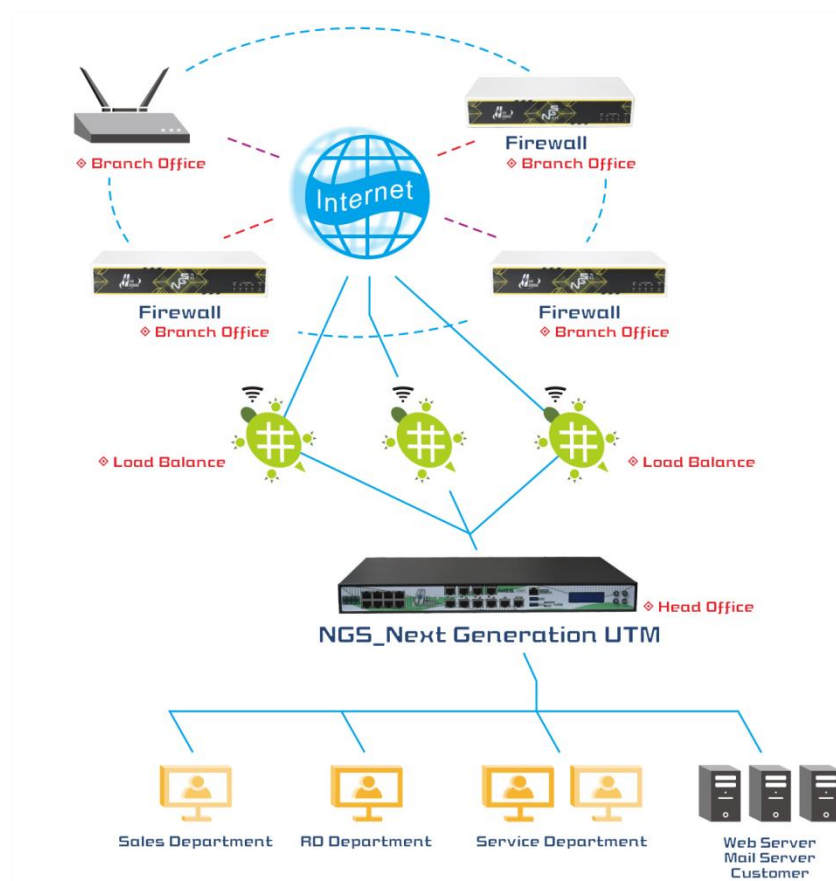 Firewall
◈ Branch Office
◈ Branch Office
Internet
Firewall
◈ Branch Office
Firewall
◈ Branch Office
◈ Load Balance
◈ Load Balance
◈ Head Office
NGS_Next Generation UTM
Sales Department
RD Department
Service Department
Web Server
Mail Server
Customer